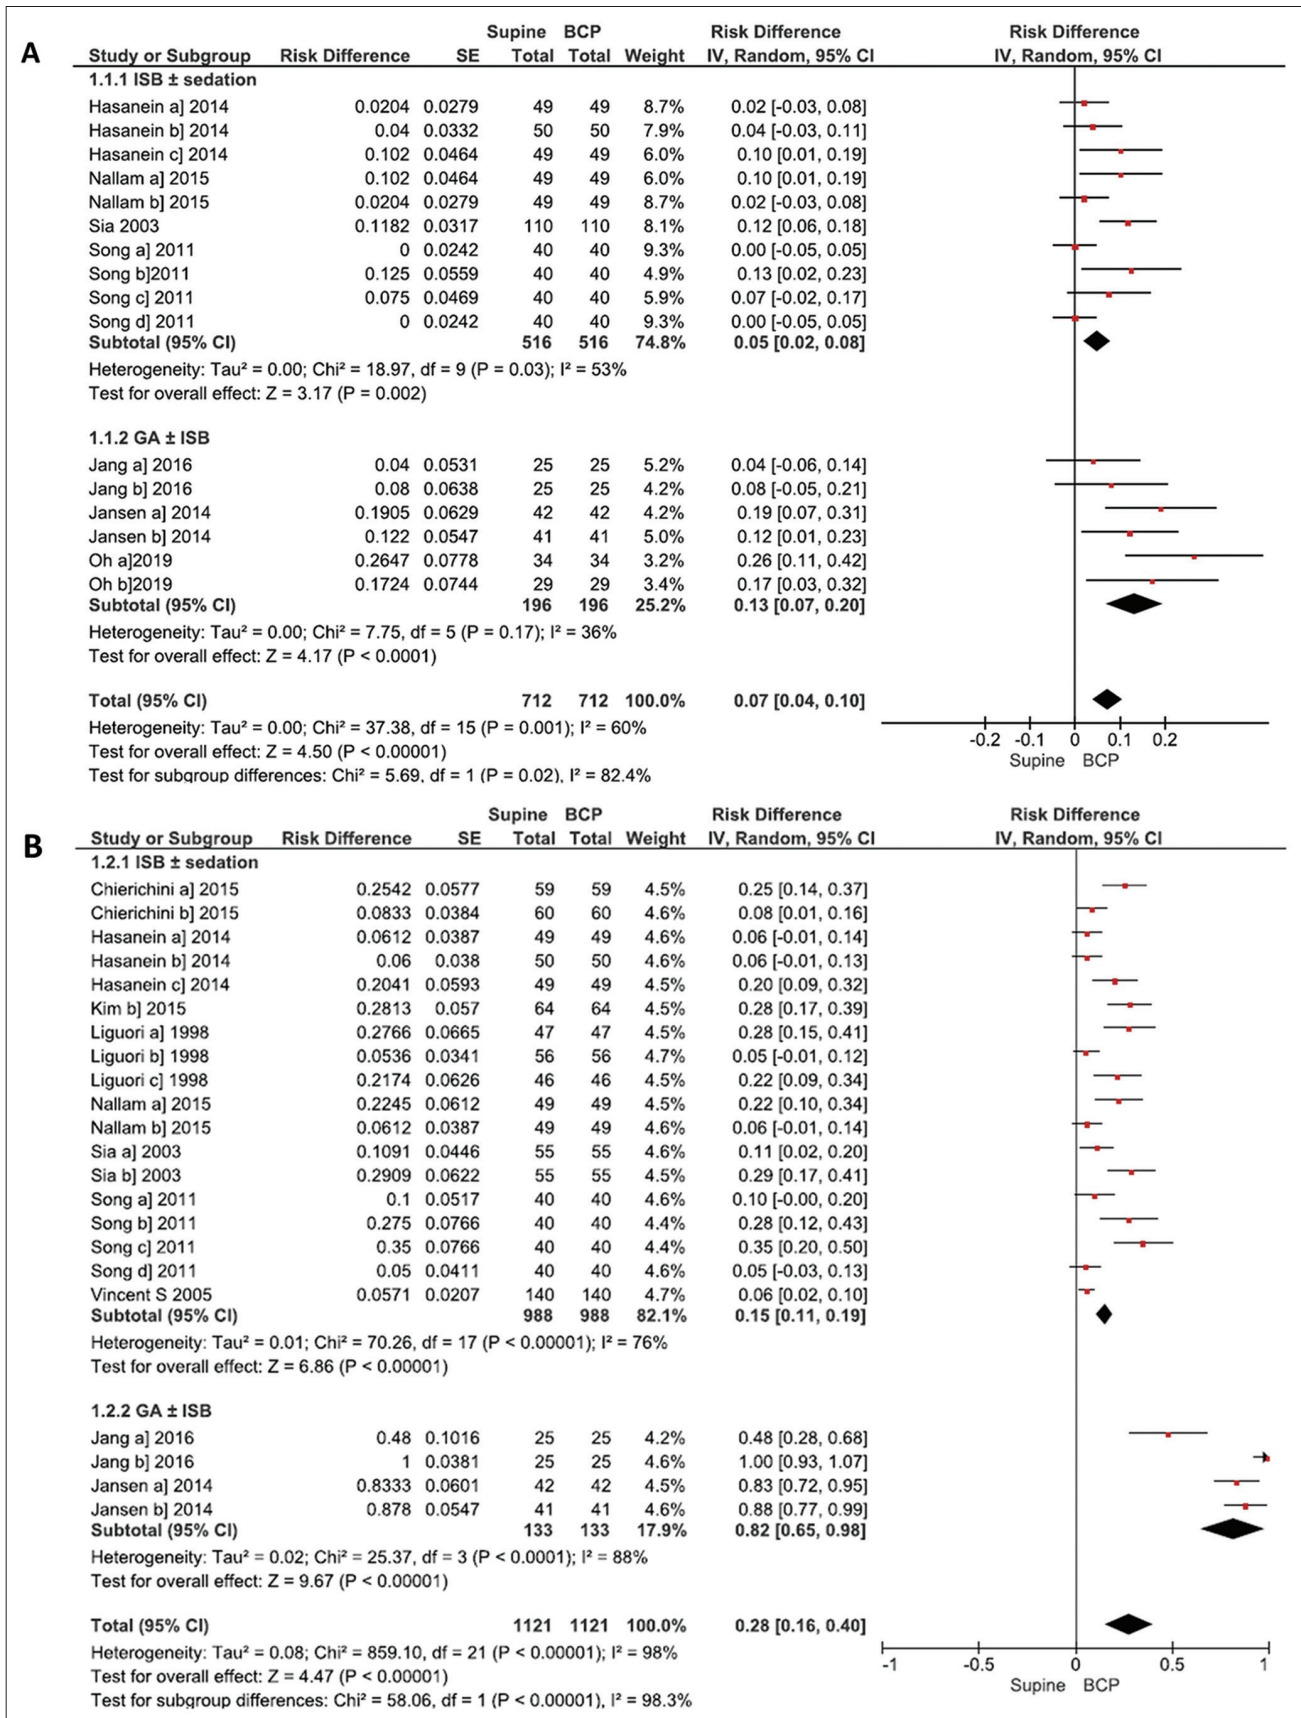 A
Supine BCP Risk Difference Risk Difference
Study or Subgroup Risk Difference SE Total Total Weight IV, Random, 95% CI IV, Random, 95% CI
1.1.1 ISB ± sedation
Hasanein a] 2014 0.0204 0.0279 49 49 8.7% 0.02 [-0.03, 0.08]
Hasanein b] 2014 0.04 0.0332 50 50 7.9% 0.04 [-0.03, 0.11]
Hasanein c] 2014 0.102 0.0464 49 49 6.0% 0.10 [0.01, 0.19]
Nallam a] 2015 0.102 0.0464 49 49 6.0% 0.10 [0.01, 0.19]
Nallam b] 2015 0.0204 0.0279 49 49 8.7% 0.02 [-0.03, 0.08]
Sia 2003 0.1182 0.0317 110 110 8.1% 0.12 [0.06, 0.18]
Song a] 2011 0 0.0242 40 40 9.3% 0.00 [-0.05, 0.05]
Song b]2011 0.125 0.0559 40 40 4.9% 0.13 [0.02, 0.23]
Song c] 2011 0.075 0.0469 40 40 5.9% 0.07 [-0.02, 0.17]
Song d] 2011 0 0.0242 40 40 9.3% 0.00 [-0.05, 0.05]
Subtotal (95% CI) 516 516 74.8% 0.05 [0.02, 0.08]
Heterogeneity: Tau² = 0.00; Chi² = 18.97, df = 9 (P = 0.03); I² = 53%
Test for overall effect: Z = 3.17 (P = 0.002)
1.1.2 GA ± ISB
Jang a] 2016 0.04 0.0531 25 25 5.2% 0.04 [-0.06, 0.14]
Jang b] 2016 0.08 0.0638 25 25 4.2% 0.08 [-0.05, 0.21]
Jansen a] 2014 0.1905 0.0629 42 42 4.2% 0.19 [0.07, 0.31]
Jansen b] 2014 0.122 0.0547 41 41 5.0% 0.12 [0.01, 0.23]
Oh a]2019 0.2647 0.0778 34 34 3.2% 0.26 [0.11, 0.42]
Oh b]2019 0.1724 0.0744 29 29 3.4% 0.17 [0.03, 0.32]
Subtotal (95% CI) 196 196 25.2% 0.13 [0.07, 0.20]
Heterogeneity: Tau² = 0.00; Chi² = 7.75, df = 5 (P = 0.17); I² = 36%
Test for overall effect: Z = 4.17 (P < 0.0001)
Total (95% CI) 712 712 100.0% 0.07 [0.04, 0.10]
Heterogeneity: Tau² = 0.00; Chi² = 37.38, df = 15 (P = 0.001); I² = 60%
Test for overall effect: Z = 4.50 (P < 0.00001)
Test for subgroup differences: Chi² = 5.69, df = 1 (P = 0.02), I² = 82.4%
-0.2 -0.1 0 0.1 0.2
Supine BCP
B
Supine BCP Risk Difference Risk Difference
Study or Subgroup Risk Difference SE Total Total Weight IV, Random, 95% CI IV, Random, 95% CI
1.2.1 ISB ± sedation
Chierichini a] 2015 0.2542 0.0577 59 59 4.5% 0.25 [0.14, 0.37]
Chierichini b] 2015 0.0833 0.0384 60 60 4.6% 0.08 [0.01, 0.16]
Hasanein a] 2014 0.0612 0.0387 49 49 4.6% 0.06 [-0.01, 0.14]
Hasanein b] 2014 0.06 0.038 50 50 4.6% 0.06 [-0.01, 0.13]
Hasanein c] 2014 0.2041 0.0593 49 49 4.5% 0.20 [0.09, 0.32]
Kim b] 2015 0.2813 0.057 64 64 4.5% 0.28 [0.17, 0.39]
Liguori a] 1998 0.2766 0.0665 47 47 4.5% 0.28 [0.15, 0.41]
Liguori b] 1998 0.0536 0.0341 56 56 4.7% 0.05 [-0.01, 0.12]
Liguori c] 1998 0.2174 0.0626 46 46 4.5% 0.22 [0.09, 0.34]
Nallam a] 2015 0.2245 0.0612 49 49 4.5% 0.22 [0.10, 0.34]
Nallam b] 2015 0.0612 0.0387 49 49 4.6% 0.06 [-0.01, 0.14]
Sia a] 2003 0.1091 0.0446 55 55 4.6% 0.11 [0.02, 0.20]
Sia b] 2003 0.2909 0.0622 55 55 4.5% 0.29 [0.17, 0.41]
Song a] 2011 0.1 0.0517 40 40 4.6% 0.10 [-0.00, 0.20]
Song b] 2011 0.275 0.0766 40 40 4.4% 0.28 [0.12, 0.43]
Song c] 2011 0.35 0.0766 40 40 4.4% 0.35 [0.20, 0.50]
Song d] 2011 0.05 0.0411 40 40 4.6% 0.05 [-0.03, 0.13]
Vincent S 2005 0.0571 0.0207 140 140 4.7% 0.06 [0.02, 0.10]
Subtotal (95% CI) 988 988 82.1% 0.15 [0.11, 0.19]
Heterogeneity: Tau² = 0.01; Chi² = 70.26, df = 17 (P < 0.00001); I² = 76%
Test for overall effect: Z = 6.86 (P < 0.00001)
1.2.2 GA ± ISB
Jang a] 2016 0.48 0.1016 25 25 4.2% 0.48 [0.28, 0.68]
Jang b] 2016 1 0.0381 25 25 4.6% 1.00 [0.93, 1.07]
Jansen a] 2014 0.8333 0.0601 42 42 4.5% 0.83 [0.72, 0.95]
Jansen b] 2014 0.878 0.0547 41 41 4.6% 0.88 [0.77, 0.99]
Subtotal (95% CI) 133 133 17.9% 0.82 [0.65, 0.98]
Heterogeneity: Tau² = 0.02; Chi² = 25.37, df = 3 (P < 0.0001); I² = 88%
Test for overall effect: Z = 9.67 (P < 0.00001)
Total (95% CI) 1121 1121 100.0% 0.28 [0.16, 0.40]
Heterogeneity: Tau² = 0.08; Chi² = 859.10, df = 21 (P < 0.00001); I² = 98%
Test for overall effect: Z = 4.47 (P < 0.00001)
Test for subgroup differences: Chi² = 58.06, df = 1 (P < 0.00001), I² = 98.3%
-1 -0.5 0 0.5 1
Supine BCP